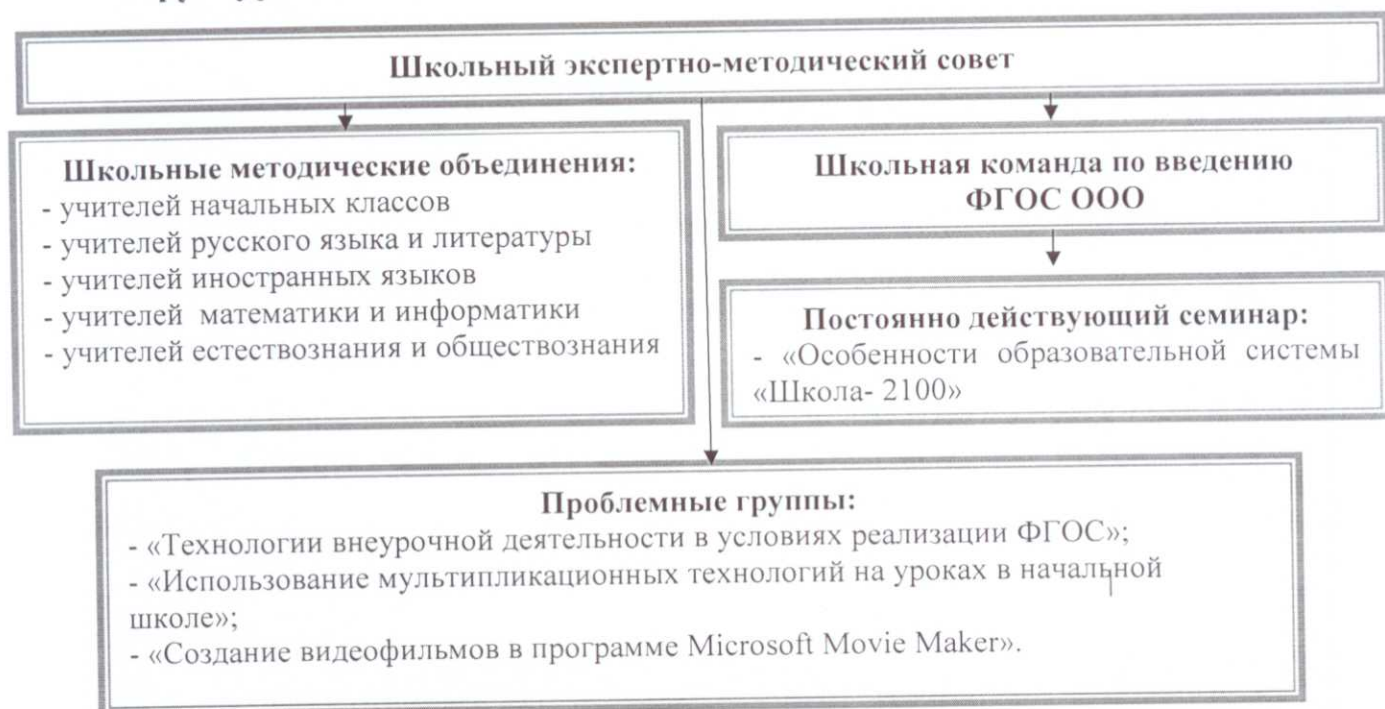 Школьный экспертно-методический совет
Школьные методические объединения:
- учителей начальных классов
- учителей русского языка и литературы
- учителей иностранных языков
- учителей математики и информатики
- учителей естествознания и обществознания
Школьная команда по введению
ФГОС ООО
Постоянно действующий семинар:
- «Особенности образовательной системы
«Школа- 2100»
Проблемные группы:
- «Технологии внеурочной деятельности в условиях реализации ФГОС»;
- «Использование мультипликационных технологий на уроках в начальной
школе»;
- «Создание видеофильмов в программе Microsoft Movie Maker».